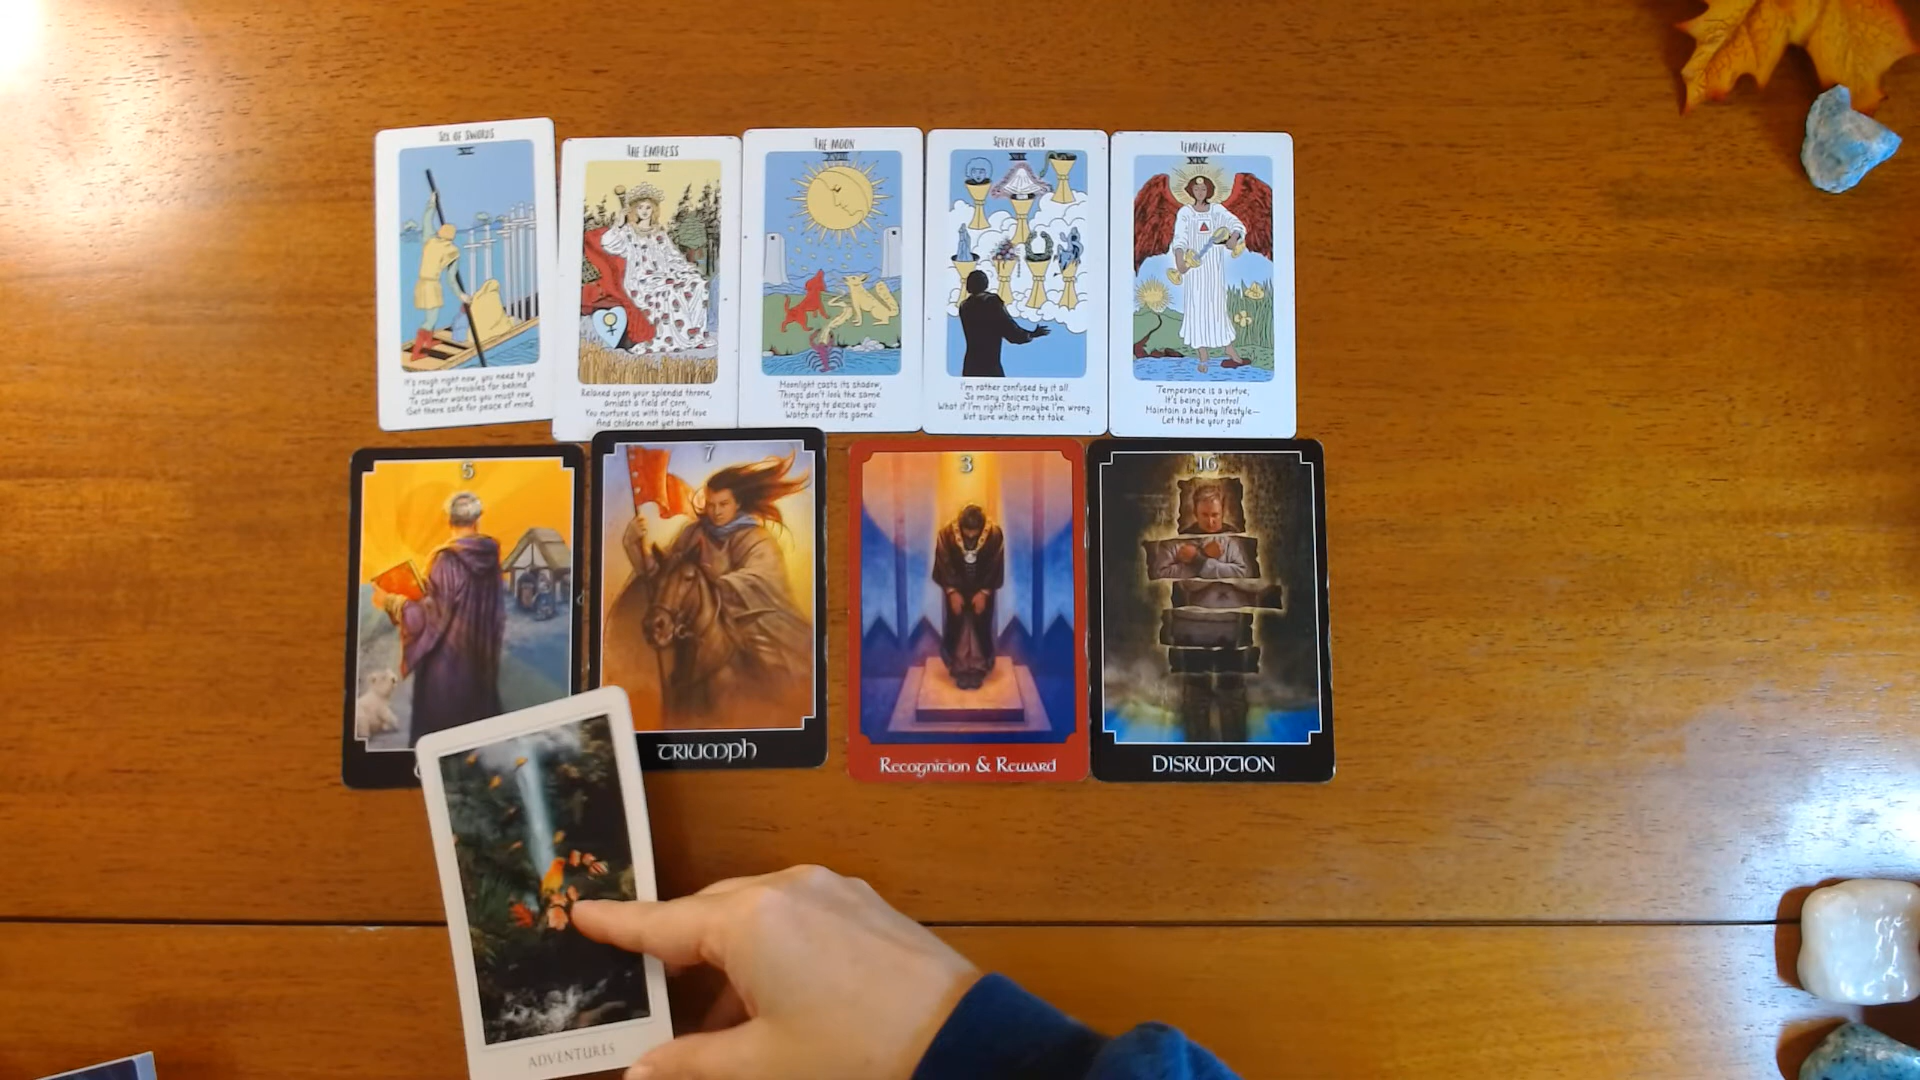 SIX OF SWORDS
VI
It's rough right now, you need to go
Leave your troubles far behind
To calmer waters you must now,
Get there safe for peace of mind.
THE EMPRESS
III
Relaxed upon your splendid throne,
amidst a field of corn,
You nurture us with tales of love
And children not yet born.
THE MOON
XVIII
Moonlight casts its shadow,
Things don't look the same.
It's trying to deceive you
Watch out for its game.
SEVEN OF CUPS
VII
I'm rather confused by it all.
So many choices to make.
What if I'm right? But maybe I'm wrong.
Not sure which one to take.
TEMPERANCE
XIV
Temperance is a virtue,
It's being in control
Maintain a healthy lifestyle—
Let that be your goal.
5
7
TRIUMPH
3
RECOGNITION & REWARD
16
DISRUPTION
ADVENTURES